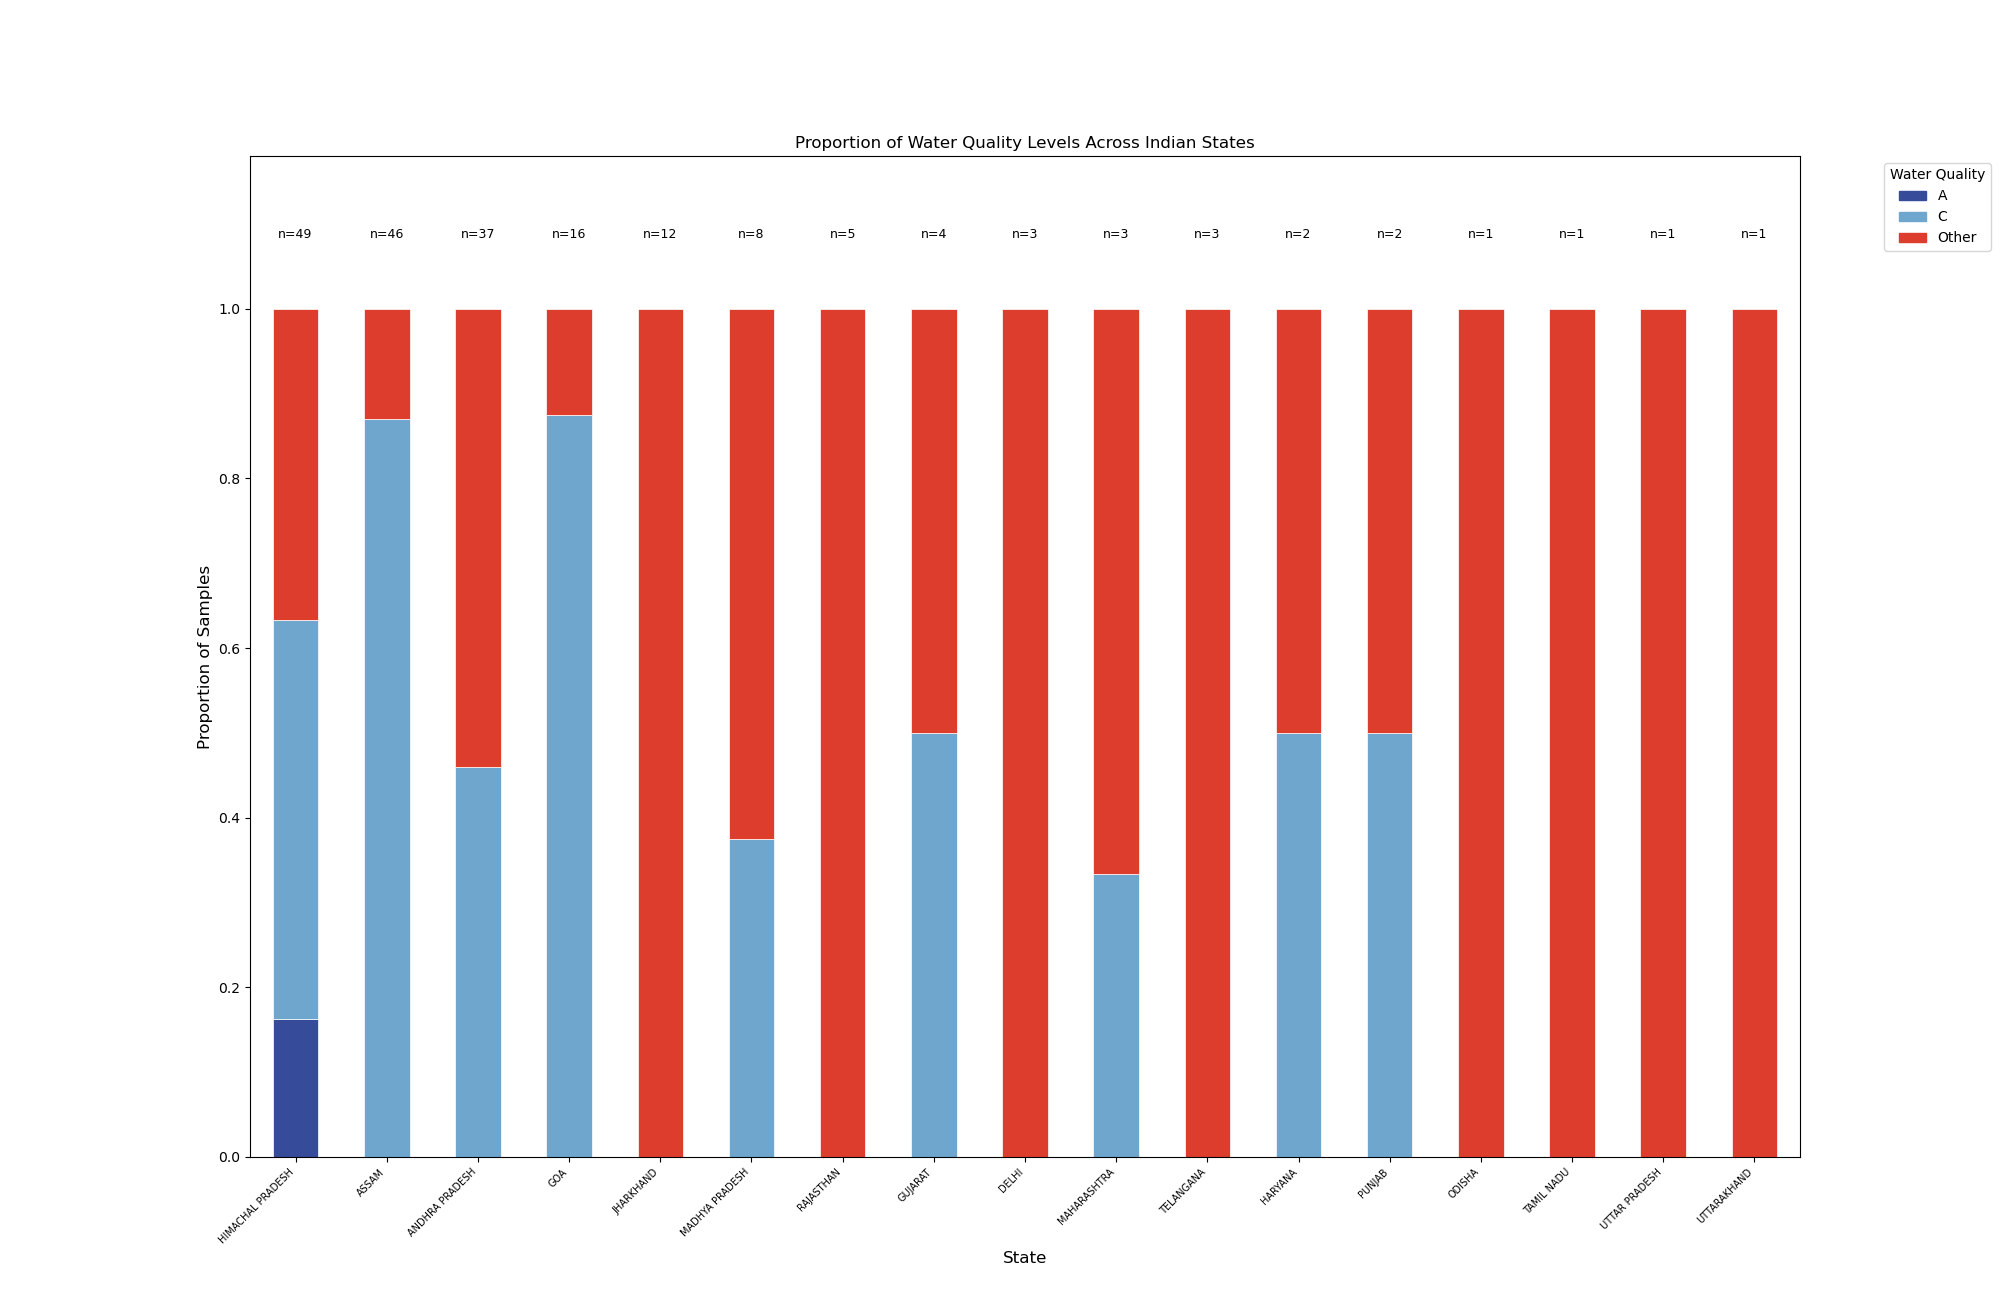 Proportion of Water Quality Levels Across Indian States
Water Quality
A
C
Other
n=49 n=46 n=37 n=16 n=12 n=8 n=5 n=4 n=3 n=3 n=3 n=2 n=2 n=1 n=1 n=1 n=1
1.0
0.8
0.6
0.4
0.2
0.0
Proportion of Samples
HIMACHAL PRADESH
ASSAM
ANDHRA PRADESH
GOA
JHARKHAND
MADHYA PRADESH
RAJASTHAN
GUJARAT
DELHI
MAHARASHTRA
TELANGANA
HARYANA
PUNJAB
ODISHA
TAMIL NADU
UTTAR PRADESH
UTTARAKHAND
State